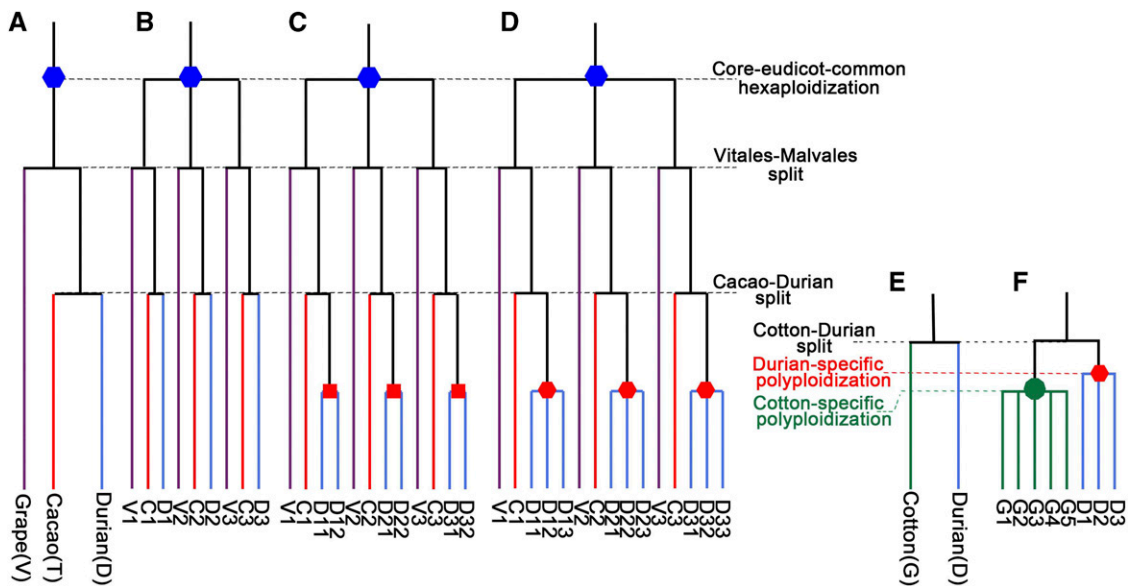 A
B
C
D
Core-eudicot-common
hexaploidization
Vitales-Malvales
split
Cacao-Durian
split
E
F
Cotton-Durian
split
Durian-specific
polyploidization
Cotton-specific
polyploidization
Grape(V)
Cacao(T)
Durian(D)
V1
C1
D1
V2
C2
D2
V3
C3
D3
V1
C1
D11
D12
V2
C2
D21
D22
V3
C3
D31
D32
V1
C1
D11
D12
D13
V2
C2
D21
D22
D23
V3
C3
D31
D32
D33
Cotton(G)
Durian(D)
G1
G2
G3
G4
G5
D1
D2
D3